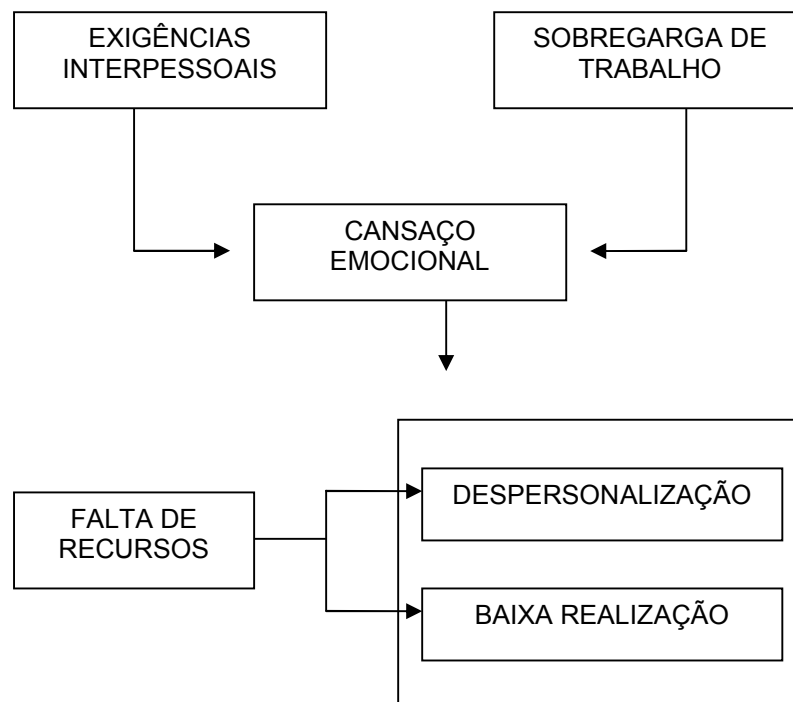 EXIGÊNCIAS
INTERPESSOAIS
SOBREGARGA DE
TRABALHO
CANSAÇO
EMOCIONAL
DESPERSONALIZAÇÃO
FALTA DE
RECURSOS
BAIXA REALIZAÇÃO